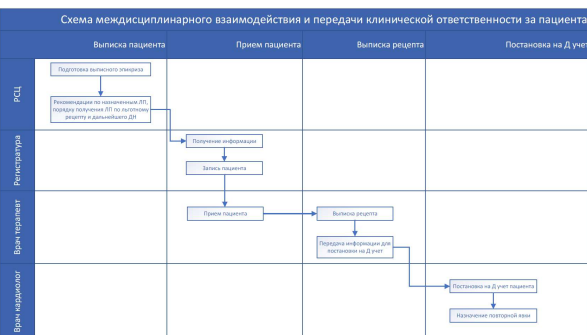 Схема междисциплинарного взаимодействия и передачи клинической ответственности за пациента
Выписка пациента
Прием пациента
Выписка рецепта
Постановка на Д учет
РСЦ
Подготовка выписного эпикриза
Рекомендации по назначенным ЛП,
порядку получения ЛП по льготному
рецепту и дальнейшего ДН
Регистратура
Получение информации
Запись пациента
Врач терапевт
Прием пациента
Выписка рецепта
Передача информации для
постановки на Д учет
Врач кардиолог
Постановка на Д учет пациента
Назначение повторной явки